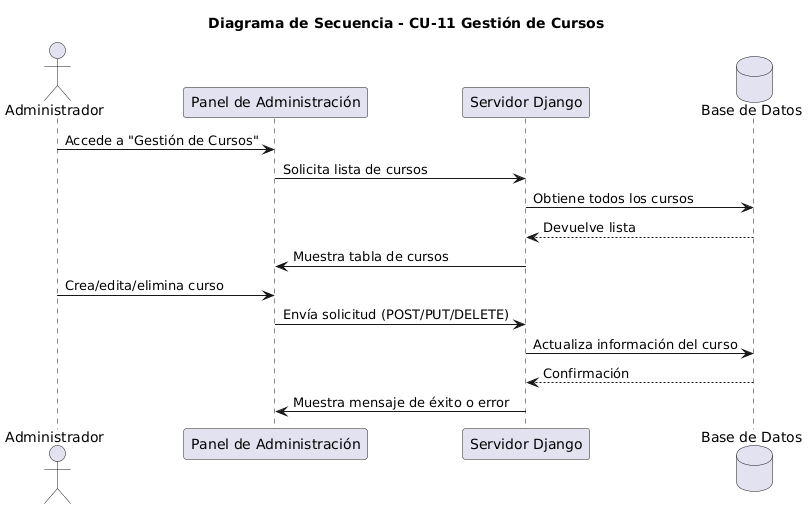 Diagrama de Secuencia - CU-11 Gestión de Cursos
Administrador
Panel de Administración
Servidor Django
Base de Datos
Accede a "Gestión de Cursos"
Solicita lista de cursos
Obtiene todos los cursos
Devuelve lista
Muestra tabla de cursos
Crea/edita/elimina curso
Envía solicitud (POST/PUT/DELETE)
Actualiza información del curso
Confirmación
Muestra mensaje de éxito o error
Administrador
Panel de Administración
Servidor Django
Base de Datos